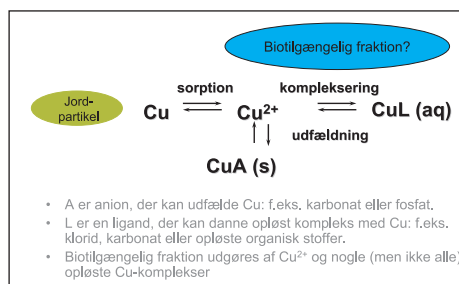 Biotilgængelig fraktion?
sorption
kompleksering
Jord-
partikel
Cu
Cu²⁺
CuL (aq)
udfældning
CuA (s)
• A er anion, der kan udfælde Cu: f.eks. karbonat eller fosfat.
• L er en ligand, der kan danne opløst kompleks med Cu: f.eks.
klorid, karbonat eller opløste organisk stoffer.
• Biotilgængelig fraktion udgøres af Cu²⁺ og nogle (men ikke alle)
opløste Cu-komplekser